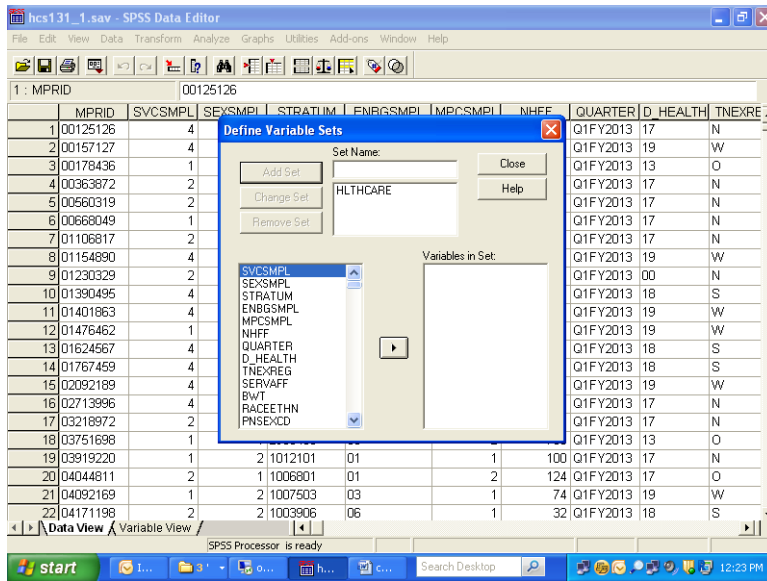 hcs131_1.sav - SPSS Data Editor
File Edit View Data Transform Analyze Graphs Utilities Add-ons Window Help
1 : MPRID 00125126
MPRID SVCSMPL SEXSMPL STRATUM ENBGSMPL MPCSMPL NHFF QUARTER D_HEALTH TNEXRE
1 00125126 4 Q1FY2013 17 N
2 00157127 4 Q1FY2013 19 W
3 00178436 1 Q1FY2013 13 O
4 00363872 2 Q1FY2013 17 N
5 00560319 2 Q1FY2013 17 N
6 00668049 1 Q1FY2013 17 N
7 01106817 2 Q1FY2013 17 N
8 01154890 4 Q1FY2013 19 W
9 01230329 2 Q1FY2013 00 N
10 01390495 4 Q1FY2013 18 S
11 01401863 4 Q1FY2013 19 W
12 01476462 1 Q1FY2013 19 W
13 01624567 4 Q1FY2013 18 S
14 01767459 4 Q1FY2013 18 S
15 02092189 4 Q1FY2013 19 W
16 02713996 4 Q1FY2013 17 N
17 03218972 2 Q1FY2013 17 N
18 03751698 1 Q1FY2013 13 O
19 03919220 1 2 1012101 01 1 100 Q1FY2013 17 N
20 04044811 2 1 1006801 01 2 124 Q1FY2013 17 O
21 04092169 1 2 1007503 03 1 74 Q1FY2013 19 W
22 04171198 2 2 1003906 06 1 32 Q1FY2013 18 S
Define Variable Sets
Set Name:
Add Set
Change Set
Remove Set
HLTHCARE
Close
Help
Variables in Set:
SVCSMPL
SEXSMPL
STRATUM
ENBGSMPL
MPCSMPL
NHFF
QUARTER
D_HEALTH
TNEXREG
SERVAFF
BWT
RACEETHN
PNSEXCD
Data View Variable View
SPSS Processor is ready
start I... 3 o... h... c... Search Desktop 12:23 PM